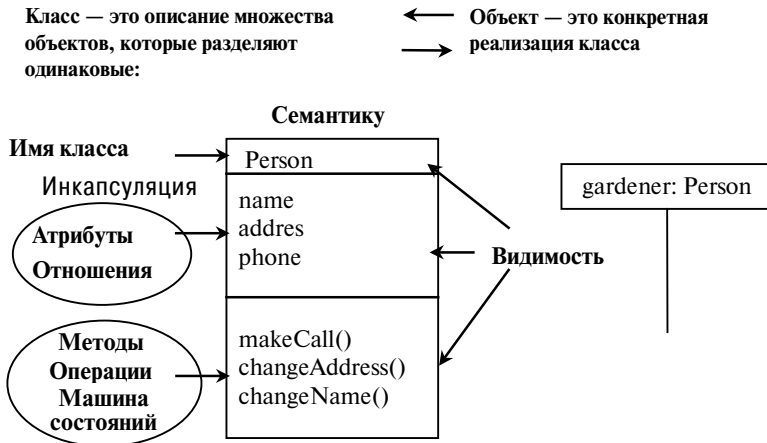 Класс — это описание множества
объектов, которые разделяют
одинаковые:
Объект — это конкретная
реализация класса
Семантику
Имя класса
Person
Инкапсуляция
Атрибуты
Отношения
name
addres
phone
Видимость
gardener: Person
Методы
Операции
Машина
состояний
makeCall()
changeAddress()
changeName()